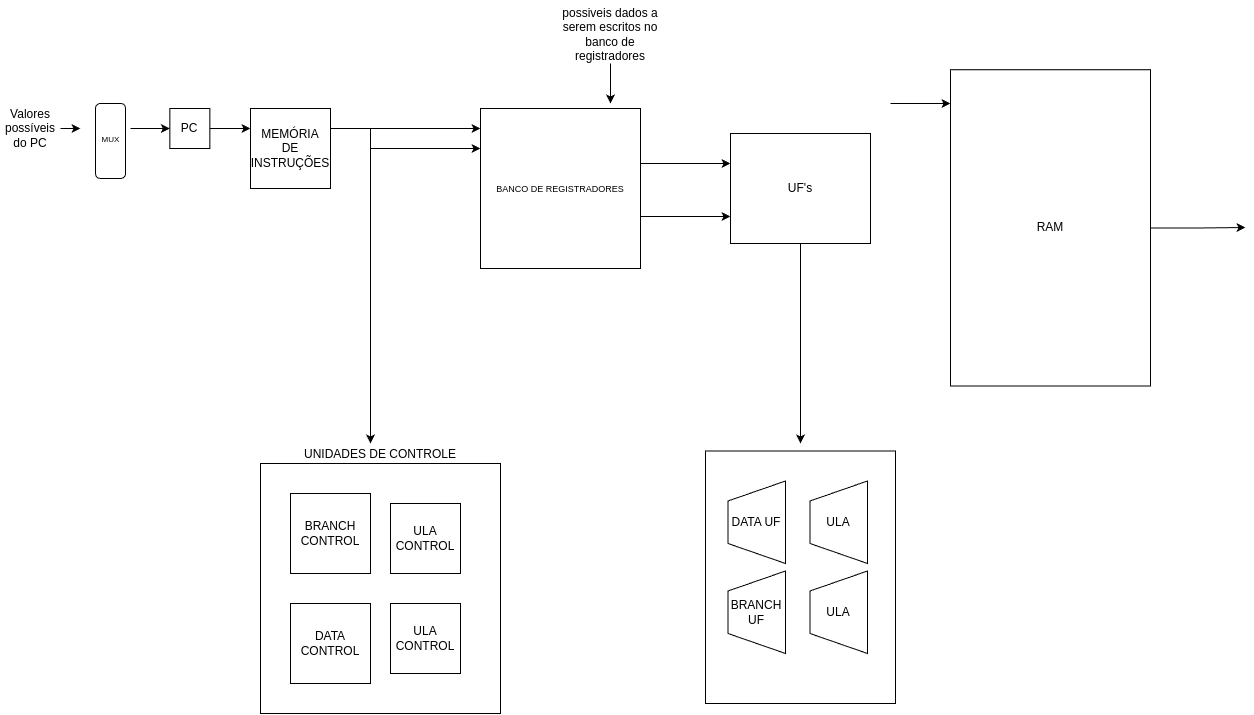 possiveis dados a
serem escritos no
banco de
registradores
Valores
possíveis
do PC
MUX
PC
MEMÓRIA
DE
INSTRUÇÕES
BANCO DE REGISTRADORES
UF's
RAM
UNIDADES DE CONTROLE
BRANCH
CONTROL
ULA
CONTROL
DATA
CONTROL
ULA
CONTROL
DATA UF
ULA
BRANCH
UF
ULA